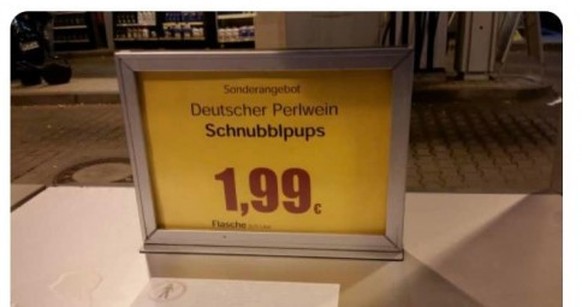 Sonderangebot
Deutscher Perlwein
Schnubblpups
1,99 €
Flasche